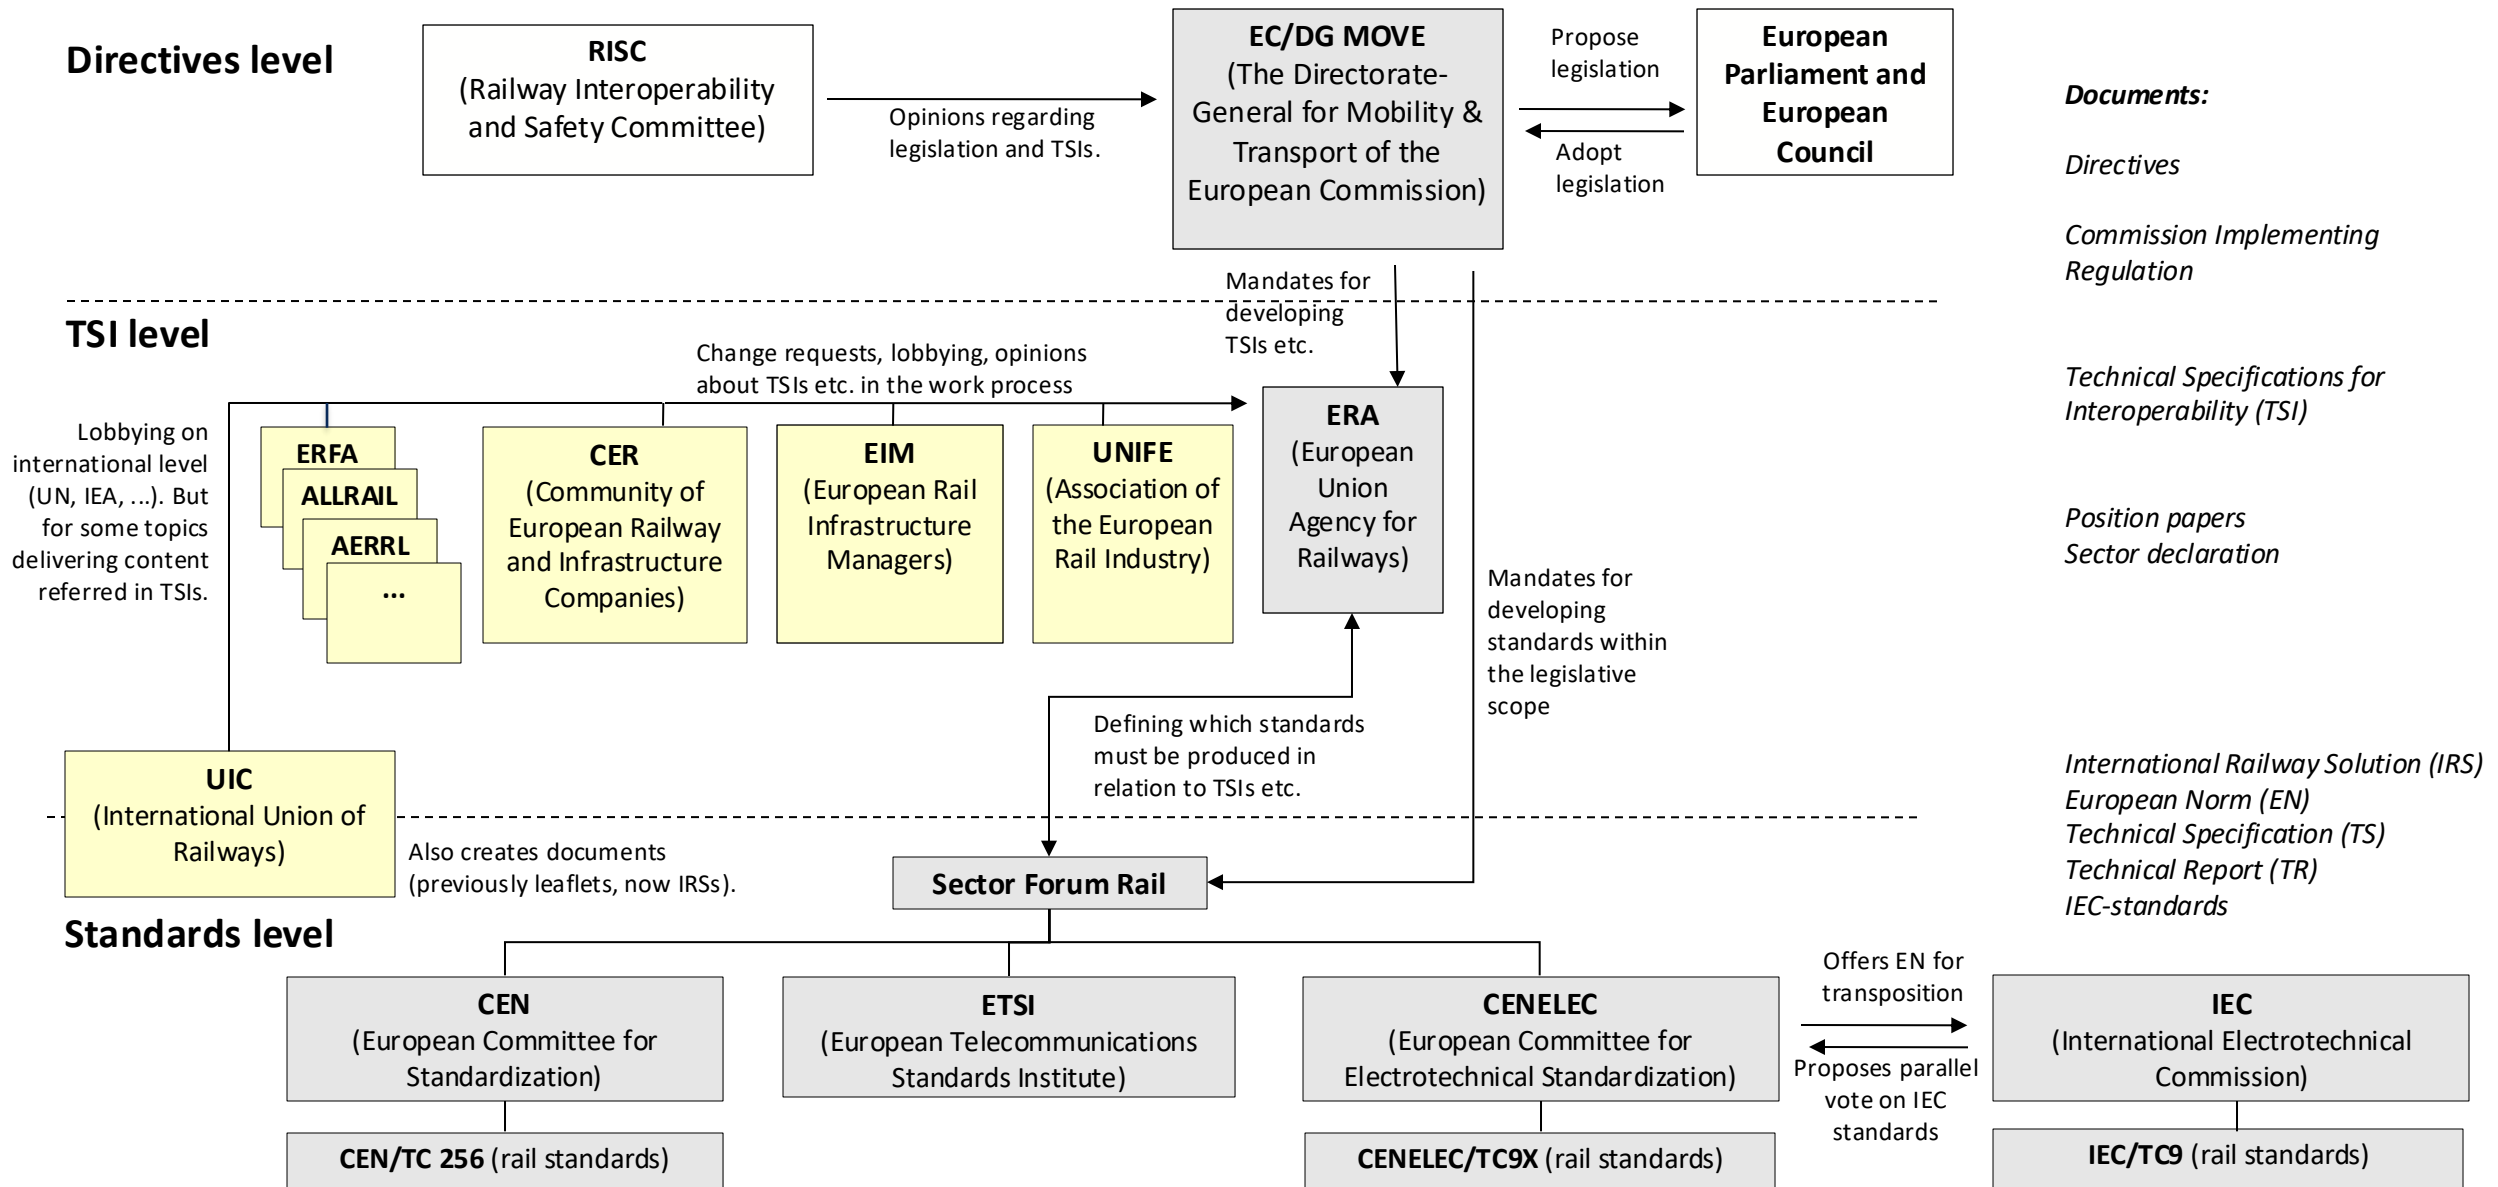 Directives level
RISC
(Railway Interoperability
and Safety Committee)
Opinions regarding
legislation and TSIs.
EC/DG MOVE
(The Directorate-
General for Mobility &
Transport of the
European Commission)
Propose
legislation
Adopt
legislation
European
Parliament and
European
Council
Documents:
Directives
Commission Implementing
Regulation
Mandates for
developing
TSIs etc.
TSI level
Change requests, lobbying, opinions
about TSIs etc. in the work process
Technical Specifications for
Interoperability (TSI)
Lobbying on
international level
(UN, IEA, ...). But
for some topics
delivering content
referred in TSIs.
ERFA
ALLRAIL
AERRL
...
CER
(Community of
European Railway
and Infrastructure
Companies)
EIM
(European Rail
Infrastructure
Managers)
UNIFE
(Association of
the European
Rail Industry)
ERA
(European
Union
Agency for
Railways)
Position papers
Sector declaration
Mandates for
developing
standards within
the legislative
scope
Defining which standards
must be produced in
relation to TSIs etc.
UIC
(International Union of
Railways)
Also creates documents
(previously leaflets, now IRSs).
International Railway Solution (IRS)
European Norm (EN)
Technical Specification (TS)
Technical Report (TR)
IEC-standards
Sector Forum Rail
Standards level
CEN
(European Committee for
Standardization)
ETSI
(European Telecommunications
Standards Institute)
CENELEC
(European Committee for
Electrotechnical Standardization)
Offers EN for
transposition
Proposes parallel
vote on IEC
standards
IEC
(International Electrotechnical
Commission)
CEN/TC 256 (rail standards)
CENELEC/TC9X (rail standards)
IEC/TC9 (rail standards)